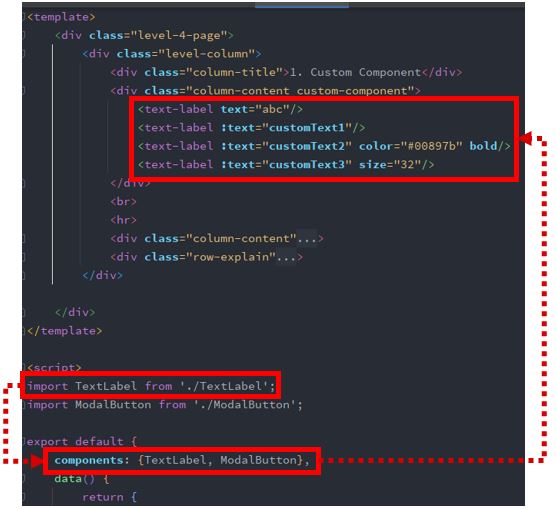 <template>
<div class="level-4-page">
<div class="level-column">
<div class="column-title">1. Custom Component</div>
<div class="column-content custom-component">
<text-label text="abc"/>
<text-label :text="customText1"/>
<text-label :text="customText2" color="#00897b" bold/>
<text-label :text="customText3" size="32"/>
</div>
<br>
<hr>
<div class="column-content"...>
<div class="row-explain"...>
</div>
</div>
</template>
<script>
import TextLabel from './TextLabel';
import ModalButton from './ModalButton';
export default {
components: {TextLabel, ModalButton},
data() {
return {